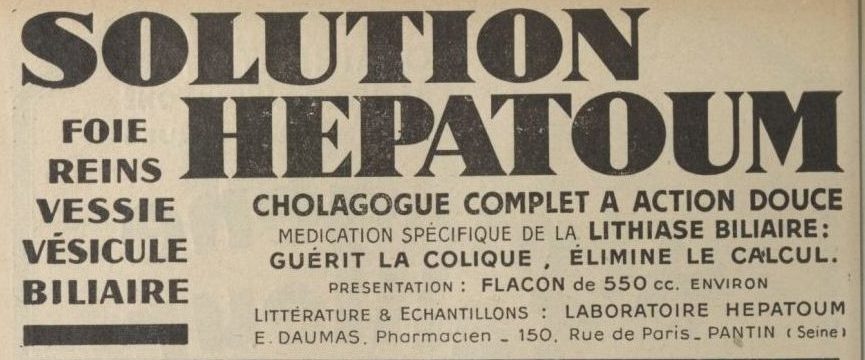 SOLUTION
HEPATOUM
FOIE
REINS
VESSIE
VÉSICULE
BILIAIRE
CHOLAGOGUE COMPLET A ACTION DOUCE
MEDICATION SPÉCIFIQUE DE LA LITHIASE BILIAIRE:
GUÉRIT LA COLIQUE, ÉLIMINE LE CALCUL.
PRESENTATION : FLACON de 550 cc. ENVIRON
LITTÉRATURE & ECHANTILLONS : LABORATOIRE HEPATOUM
E. DAUMAS, Pharmacien - 150, Rue de Paris - PANTIN (Seine)